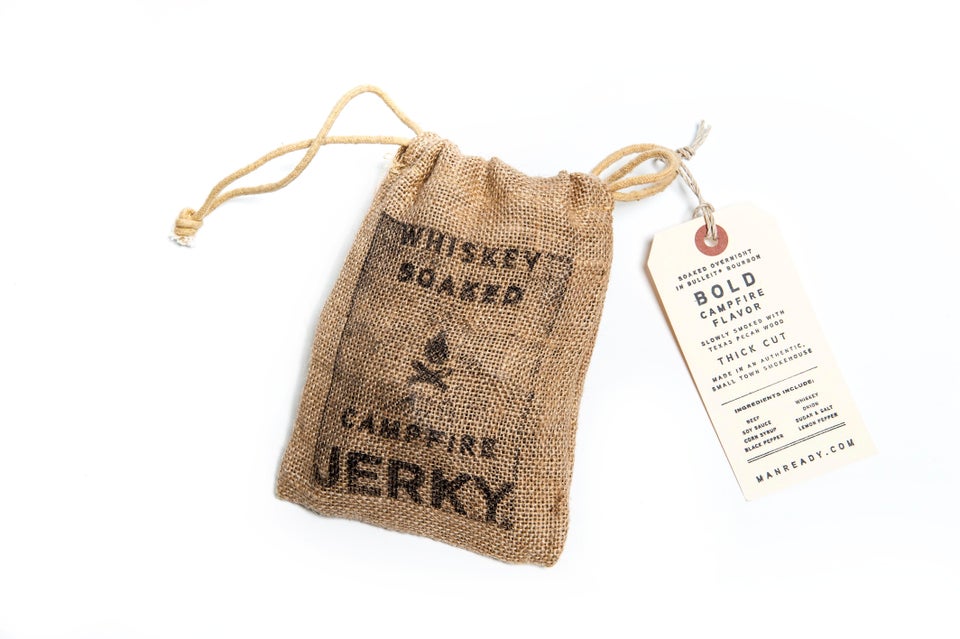 WHISKEY
SOAKED
CAMPFIRE
JERKY.
SOAKED OVERNIGHT
IN BULLEIT® BOURBON
BOLD
CAMPFIRE
FLAVOR
SLOWLY SMOKED WITH
TEXAS PECAN WOOD
THICK CUT
MADE IN AN AUTHENTIC,
SMALL TOWN SMOKEHOUSE
INGREDIENTS INCLUDE:
BEEF
SOY SAUCE
CORN SYRUP
BLACK PEPPER
WHISKEY
ONION
SUGAR & SALT
LEMON PEPPER
MANREADY.COM